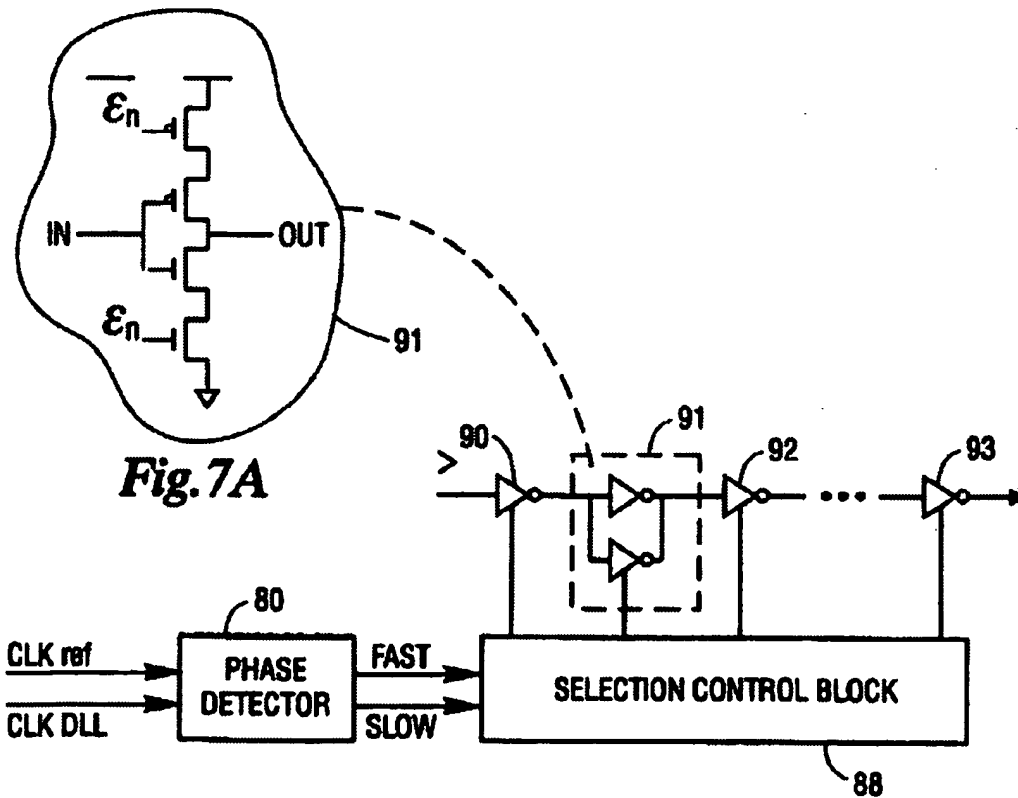 εn
IN
OUT
εn
91
Fig. 7A
90
91
92
93
80
CLK ref
CLK DLL
PHASE
DETECTOR
FAST
SLOW
SELECTION CONTROL BLOCK
88